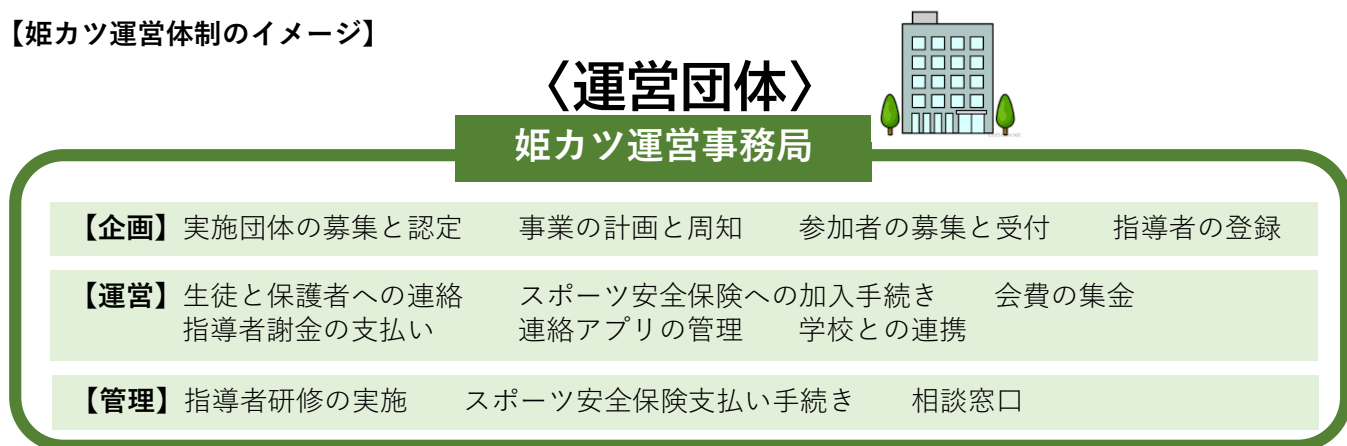 【姫カツ運営体制のイメージ】
〈運営団体〉
姫カツ運営事務局
【企画】実施団体の募集と認定　事業の計画と周知　参加者の募集と受付　指導者の登録
【運営】生徒と保護者への連絡　スポーツ安全保険への加入手続き　会費の集金
指導者謝金の支払い　連絡アプリの管理　学校との連携
【管理】指導者研修の実施　スポーツ安全保険支払い手続き　相談窓口